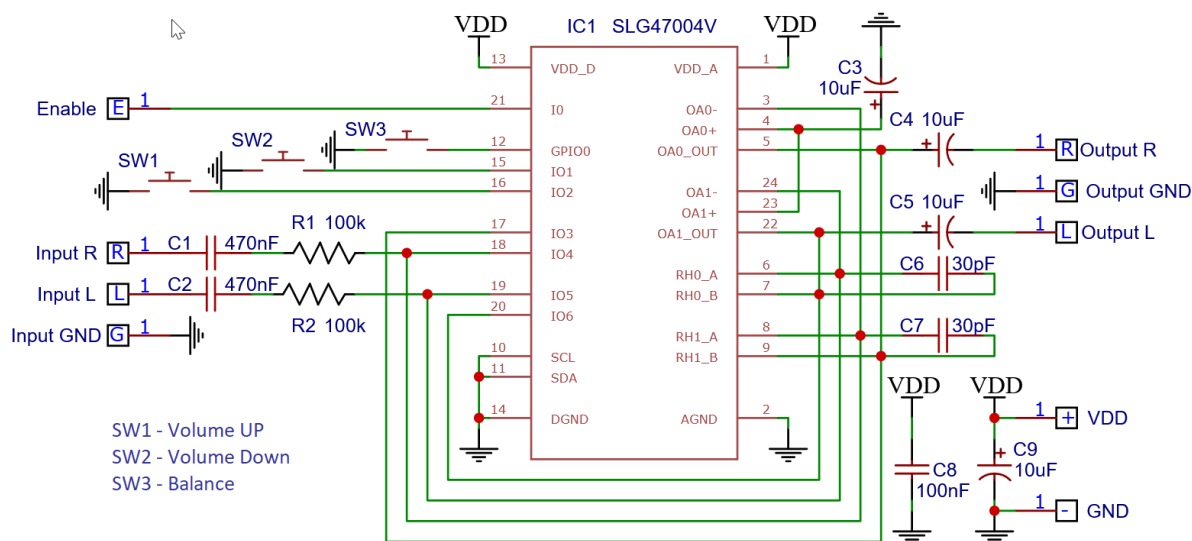 IC1 SLG47004V
VDD
VDD
C3
10uF
13 VDD_D
VDD_A 1
Enable E 1
21 I0
OA0- 3
OA0+ 4
C4 10uF
SW3
12 GPIO0
OA0_OUT 5
1 R Output R
SW2
15 IO1
SW1
16 IO2
OA1- 24
1 G Output GND
OA1+ 23
C5 10uF
17 IO3
OA1_OUT 22
1 L Output L
R1 100k
Input R R 1 C1 470nF
18 IO4
RH0_A 6
C6 30pF
Input L L 1 C2 470nF
19 IO5
RH0_B 7
R2 100k
20 IO6
Input GND G 1
RH1_A 8
C7 30pF
10 SCL
RH1_B 9
11 SDA
VDD
VDD
14 DGND
AGND 2
1 + VDD
SW1 - Volume UP
SW2 - Volume Down
SW3 - Balance
C8
100nF
C9
10uF
1 - GND